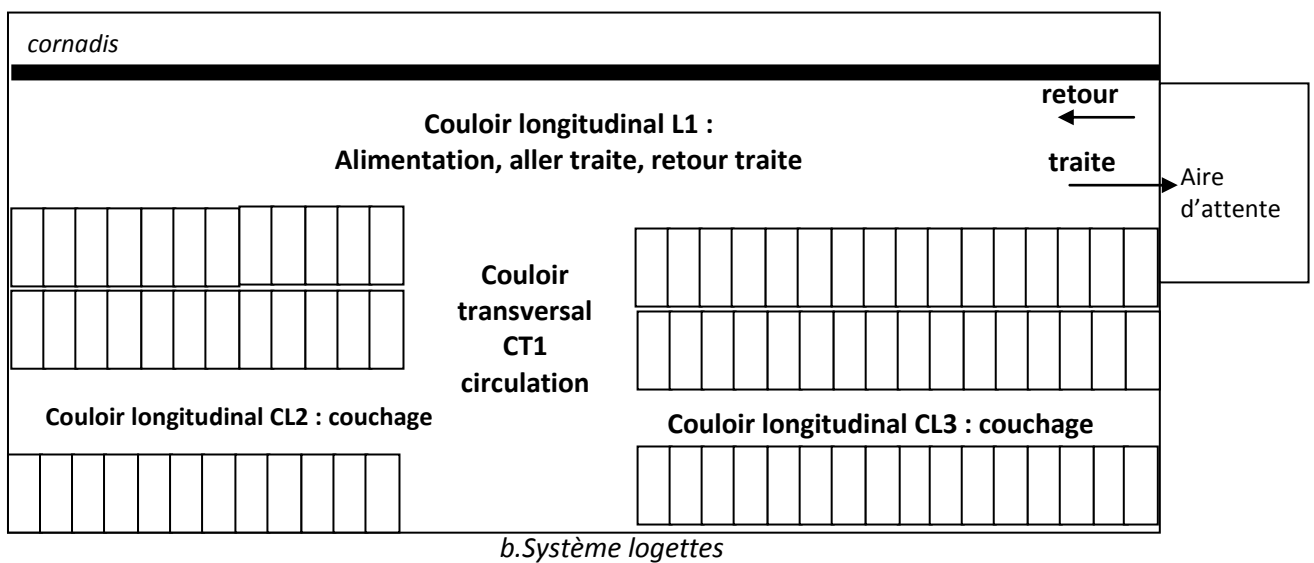 cornadis
retour
Couloir longitudinal L1 :
Alimentation, aller traite, retour traite
traite
Aire
d’attente
Couloir
transversal
CT1
circulation
Couloir longitudinal CL2 : couchage
Couloir longitudinal CL3 : couchage
b.Système logettes